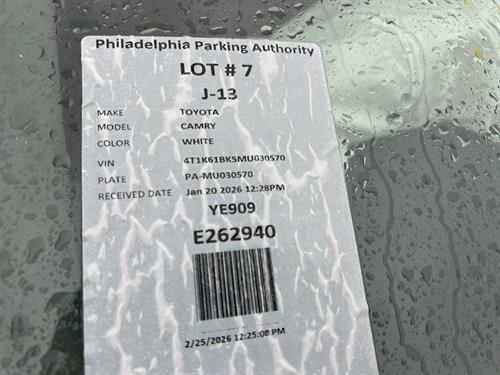 Philadelphia Parking Authority
LOT # 7
J-13
MAKE TOYOTA
MODEL CAMRY
COLOR WHITE
VIN 4T1K61BK5MU030570
PLATE PA-MU030570
RECEIVED DATE Jan 20 2026 12:28PM
YE909
E262940
2/25/2026 12:25:08 PM